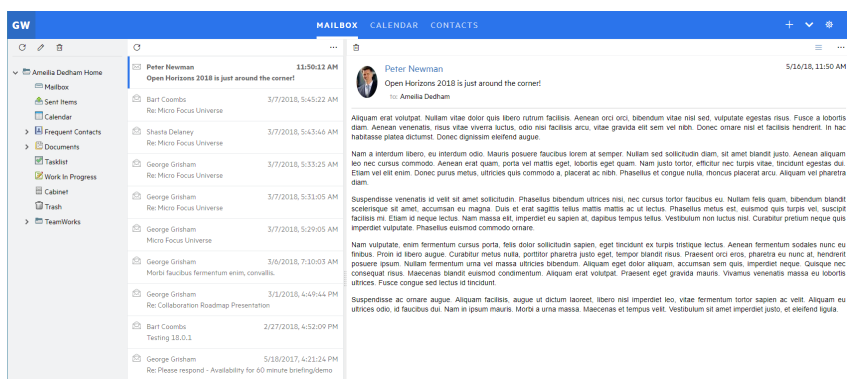 GW
MAILBOX CALENDAR CONTACTS
Ameilia Dedham Home
Mailbox
Sent Items
Calendar
Frequent Contacts
Documents
Tasklist
Work In Progress
Cabinet
Trash
TeamWorks
Peter Newman 11:50:12 AM
Open Horizons 2018 is just around the corner!
Bart Coombs 3/7/2018, 5:45:22 AM
Re: Micro Focus Universe
Shasta Delaney 3/7/2018, 5:43:46 AM
Re: Micro Focus Universe
George Grisham 3/7/2018, 5:33:25 AM
Re: Micro Focus Universe
George Grisham 3/7/2018, 5:31:05 AM
Re: Micro Focus Universe
George Grisham 3/7/2018, 5:29:05 AM
Micro Focus Universe
George Grisham 3/6/2018, 7:10:03 AM
Morbi faucibus fermentum enim, convallis.
George Grisham 3/1/2018, 4:49:44 PM
Re: Collaboration Roadmap Presentation
Bart Coombs 2/27/2018, 4:52:09 PM
Testing 18.0.1
George Grisham 5/18/2017, 4:21:24 PM
Re: Please respond - Availability for 60 minute briefing/demo
Peter Newman 5/16/18, 11:50 AM
Open Horizons 2018 is just around the corner!
to: Ameilia Dedham
Aliquam erat volutpat. Nullam vitae dolor quis libero rutrum facilisis. Aenean orci orci, bibendum vitae nisl sed, vulputate egestas risus. Fusce a lobortis
diam. Aenean venenatis, risus vitae viverra luctus, odio nisi facilisis arcu, vitae gravida elit sem vel nibh. Donec ornare nisl et facilisis hendrerit. In hac
habitasse platea dictumst. Donec dignissim eleifend augue.
Nam a interdum libero, eu interdum odio. Mauris posuere faucibus lorem at semper. Nullam sed sollicitudin diam, sit amet blandit justo. Aenean aliquam
leo nec cursus commodo. Aenean erat quam, porta vel mattis eget, lobortis eget quam. Nam justo tortor, efficitur nec turpis vitae, tincidunt egestas dui.
Etiam vel elit enim. Donec purus metus, ultricies quis commodo a, placerat ac nibh. Phasellus et congue nulla, rhoncus placerat arcu. Aliquam vel pharetra
diam.
Suspendisse venenatis id velit sit amet sollicitudin. Phasellus bibendum ultrices nisi, nec cursus tortor faucibus eu. Nullam felis quam, bibendum blandit
scelerisque sit amet, accumsan eu magna. Duis et erat sagittis tellus mattis mattis ac ut lectus. Phasellus metus est, euismod quis turpis vel, suscipit
facilisis mi. Etiam id neque lectus. Nam massa elit, imperdiet eu sapien at, dapibus tempus tellus. Vestibulum non luctus nisl. Curabitur pretium neque quis
imperdiet vulputate. Phasellus euismod commodo ornare.
Nam vulputate, enim fermentum cursus porta, felis dolor sollicitudin sapien, eget tincidunt ex turpis tristique lectus. Aenean fermentum sodales nunc eu
finibus. Proin id libero augue. Curabitur metus nulla, porttitor pharetra justo eget, tempor blandit risus. Praesent orci eros, pharetra eu nunc at, hendrerit
posuere ipsum. Nullam fermentum urna vel massa ultricies bibendum. Aliquam eget dolor aliquam, accumsan sem quis, imperdiet neque. Quisque nec
consequat risus. Maecenas blandit euismod condimentum. Aliquam erat volutpat. Praesent eget gravida mauris. Vivamus venenatis massa eu lobortis
ultrices. Fusce congue sed lectus id tincidunt.
Suspendisse ac ornare augue. Aliquam facilisis, augue ut dictum laoreet, libero nisl imperdiet leo, vitae fermentum tortor sapien ac velit. Aliquam eu
ultrices odio, id faucibus dui. Nam in ipsum mauris. Morbi a urna massa. Maecenas et tempus velit. Vestibulum sit amet imperdiet justo, et eleifend ligula.